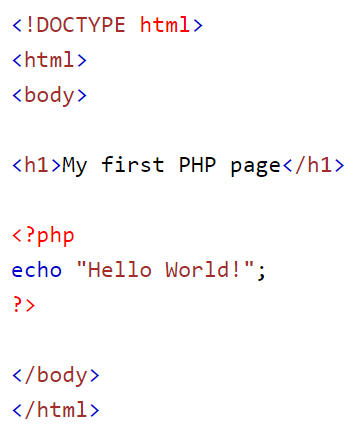 <!DOCTYPE html>
<html>
<body>

<h1>My first PHP page</h1>

<?php
echo "Hello World!";
?>

</body>
</html>